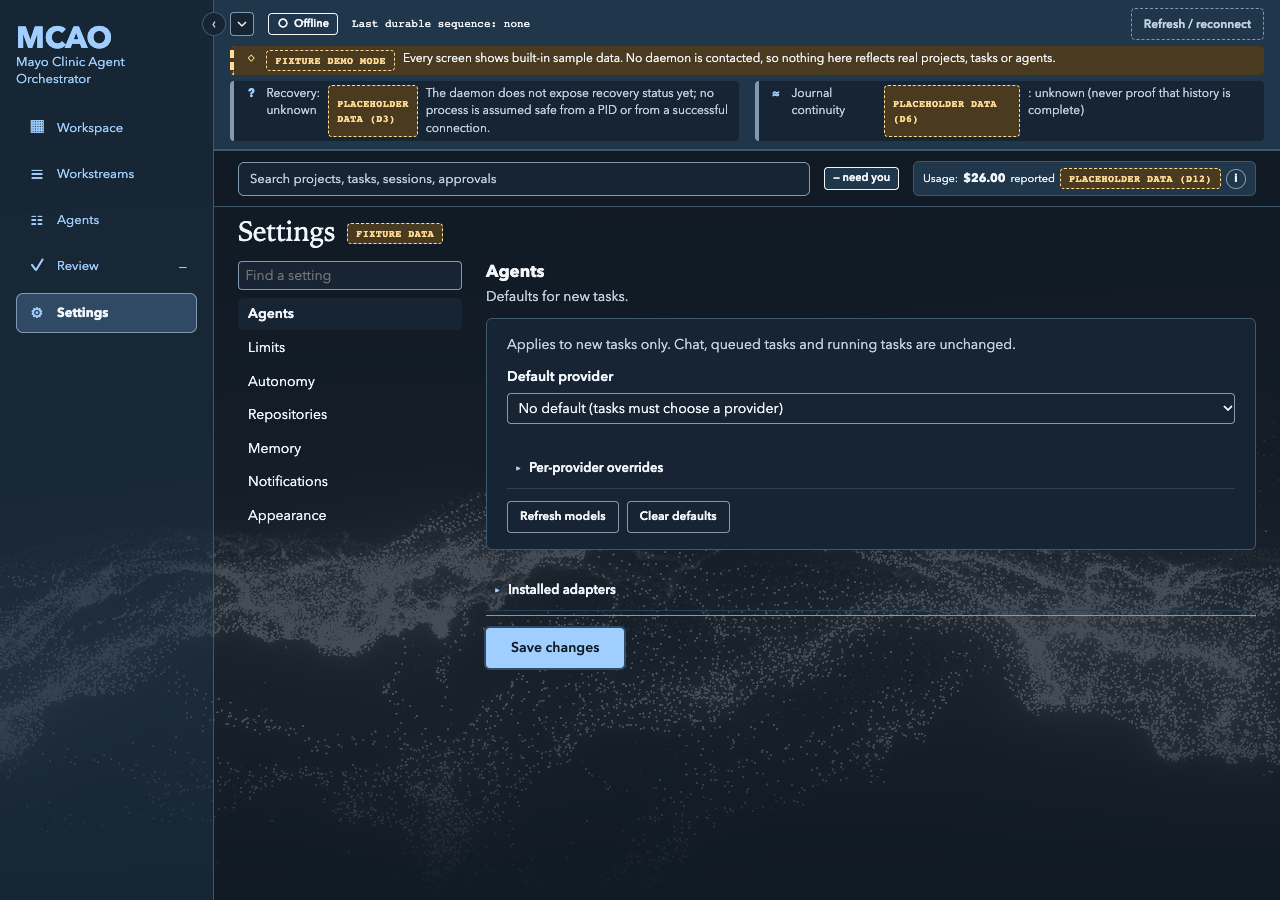 MCAO
Mayo Clinic Agent
Orchestrator
Workspace
Workstreams
Agents
Review –
Settings
Offline
Last durable sequence: none
Refresh / reconnect
FIXTURE DEMO MODE
Every screen shows built-in sample data. No daemon is contacted, so nothing here reflects real projects, tasks or agents.
? Recovery:
unknown
PLACEHOLDER
DATA (D3)
The daemon does not expose recovery status yet; no
process is assumed safe from a PID or from a successful
connection.
≈ Journal
continuity
PLACEHOLDER DATA
(D6)
: unknown (never proof that history is
complete)
Search projects, tasks, sessions, approvals
– need you
Usage: $26.00 reported
PLACEHOLDER DATA (D12)
i
Settings
FIXTURE DATA
Find a setting
Agents
Limits
Autonomy
Repositories
Memory
Notifications
Appearance
Agents
Defaults for new tasks.
Applies to new tasks only. Chat, queued tasks and running tasks are unchanged.
Default provider
No default (tasks must choose a provider)
Per-provider overrides
Refresh models
Clear defaults
Installed adapters
Save changes